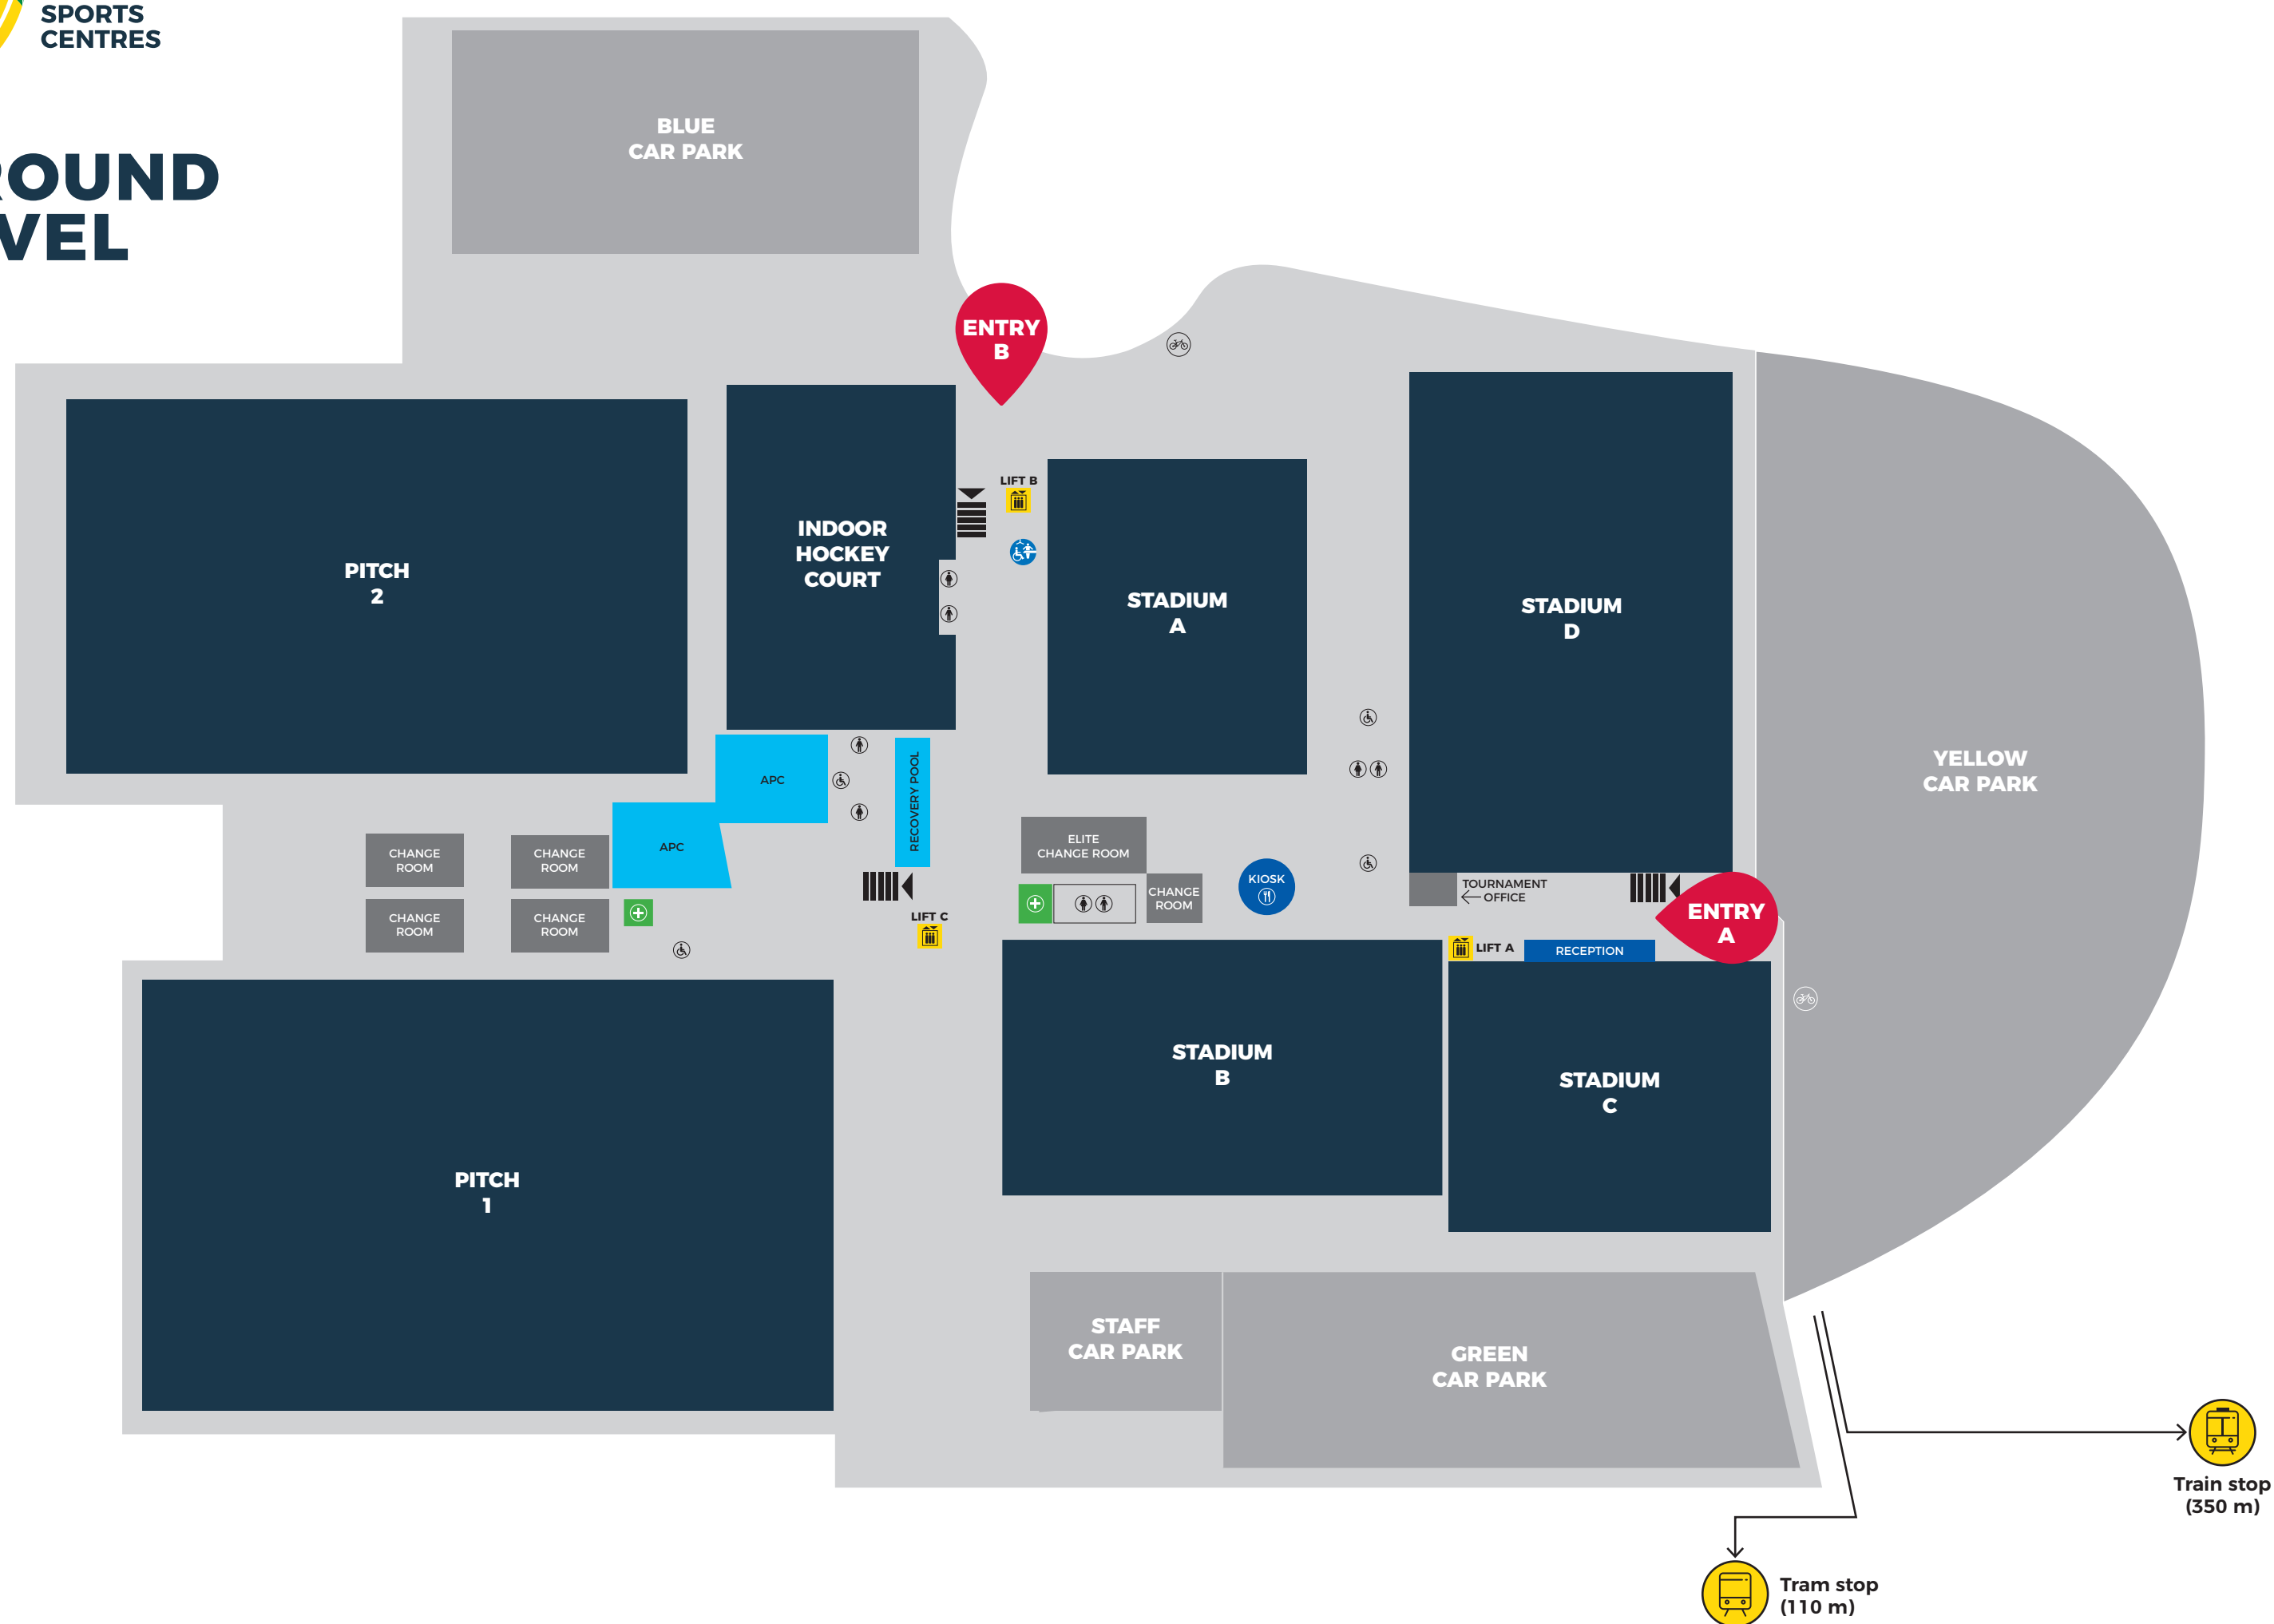 SPORTS
CENTRES
ROUND
VEL
BLUE
CAR PARK
ENTRY
B
PITCH
2
INDOOR
HOCKEY
COURT
LIFT B
STADIUM
A
STADIUM
D
YELLOW
CAR PARK
APC
APC
RECOVERY POOL
CHANGE
ROOM
CHANGE
ROOM
CHANGE
ROOM
CHANGE
ROOM
LIFT C
ELITE
CHANGE ROOM
CHANGE
ROOM
KIOSK
TOURNAMENT
OFFICE
ENTRY
A
LIFT A
RECEPTION
STADIUM
B
STADIUM
C
PITCH
1
STAFF
CAR PARK
GREEN
CAR PARK
Train stop
(350 m)
Tram stop
(110 m)